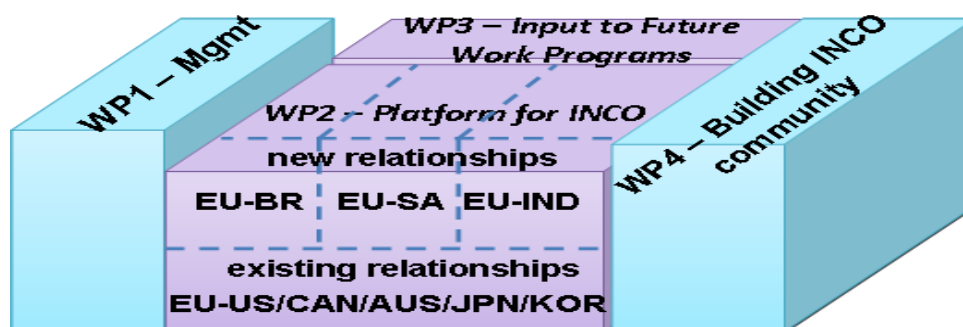 WP1 – Mgmt
WP3 – Input to Future
Work Programs
WP2 – Platform for INCO
new relationships
EU-BR EU-SA EU-IND
existing relationships
EU-US/CAN/AUS/JPN/KOR
WP4 – Building INCO
community